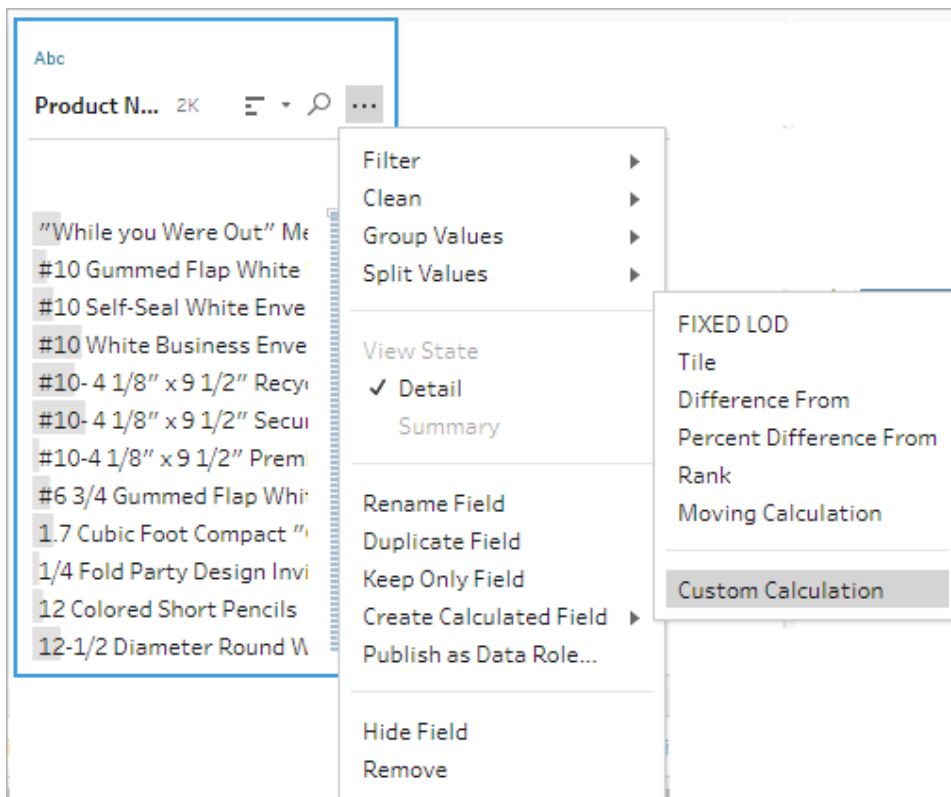 Abc
Product N... 2K ...
"While you Were Out" Me
#10 Gummed Flap White
#10 Self-Seal White Enve
#10 White Business Enve
#10- 4 1/8" x 9 1/2" Recy
#10- 4 1/8" x 9 1/2" Secu
#10-4 1/8" x 9 1/2" Premi
#6 3/4 Gummed Flap Whi
1.7 Cubic Foot Compact "
1/4 Fold Party Design Invi
12 Colored Short Pencils
12-1/2 Diameter Round W
Filter
Clean
Group Values
Split Values
View State
✓ Detail
Summary
Rename Field
Duplicate Field
Keep Only Field
Create Calculated Field
Publish as Data Role...
Hide Field
Remove
FIXED LOD
Tile
Difference From
Percent Difference From
Rank
Moving Calculation
Custom Calculation